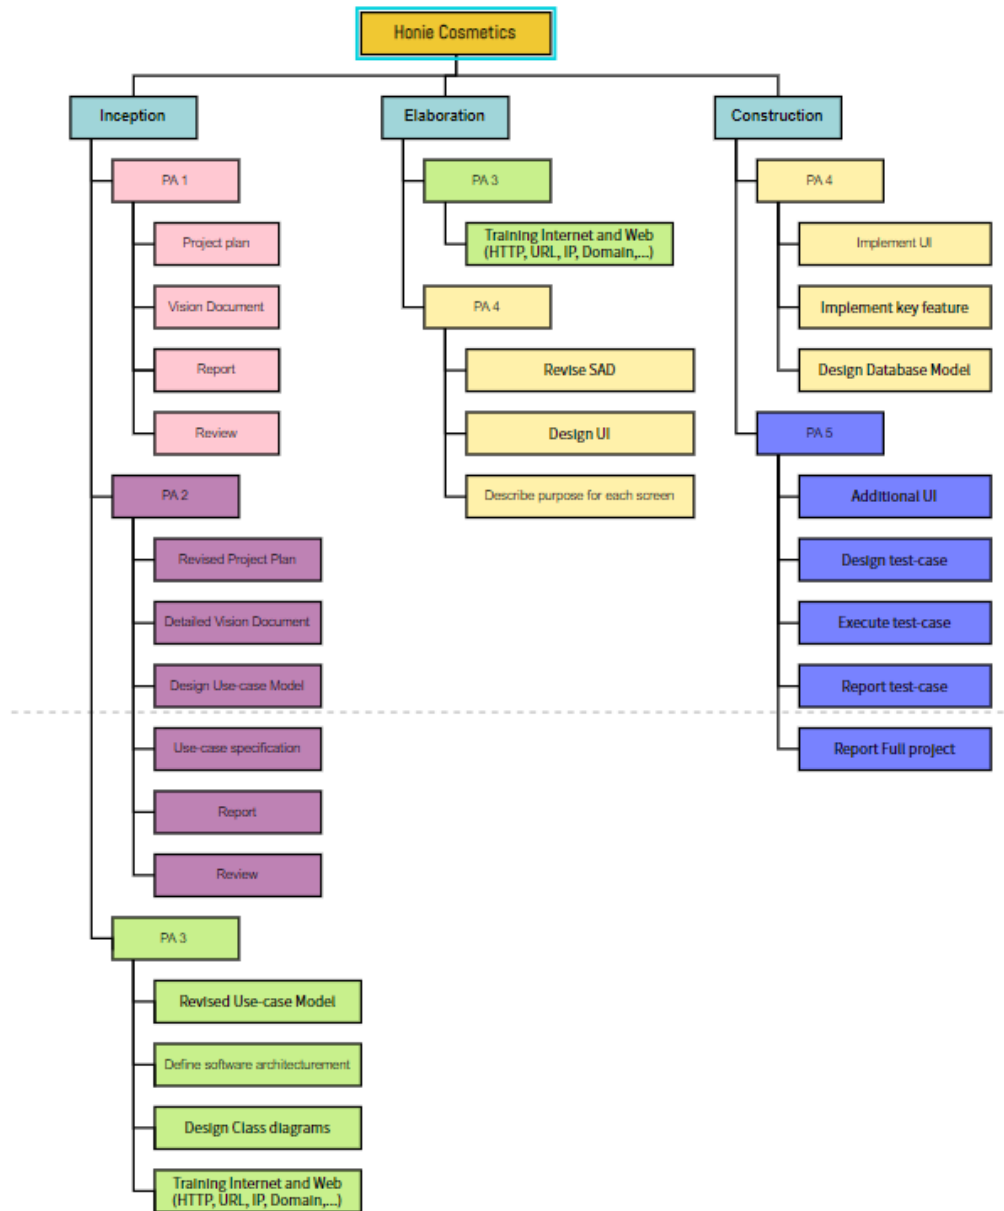 Honie Cosmetics
Inception
PA 1
Project plan
Vision Document
Report
Review
PA 2
Revised Project Plan
Detailed Vision Document
Design Use-case Model
Use-case specification
Report
Review
PA 3
Revised Use-case Model
Define software architecturement
Design Class diagrams
Training Internet and Web
(HTTP, URL, IP, Domain,...)
Elaboration
PA 3
Training Internet and Web
(HTTP, URL, IP, Domain,...)
PA 4
Revise SAD
Design UI
Describe purpose for each screen
Construction
PA 4
Implement UI
Implement key feature
Design Database Model
PA 5
Additional UI
Design test-case
Execute test-case
Report test-case
Report Full project